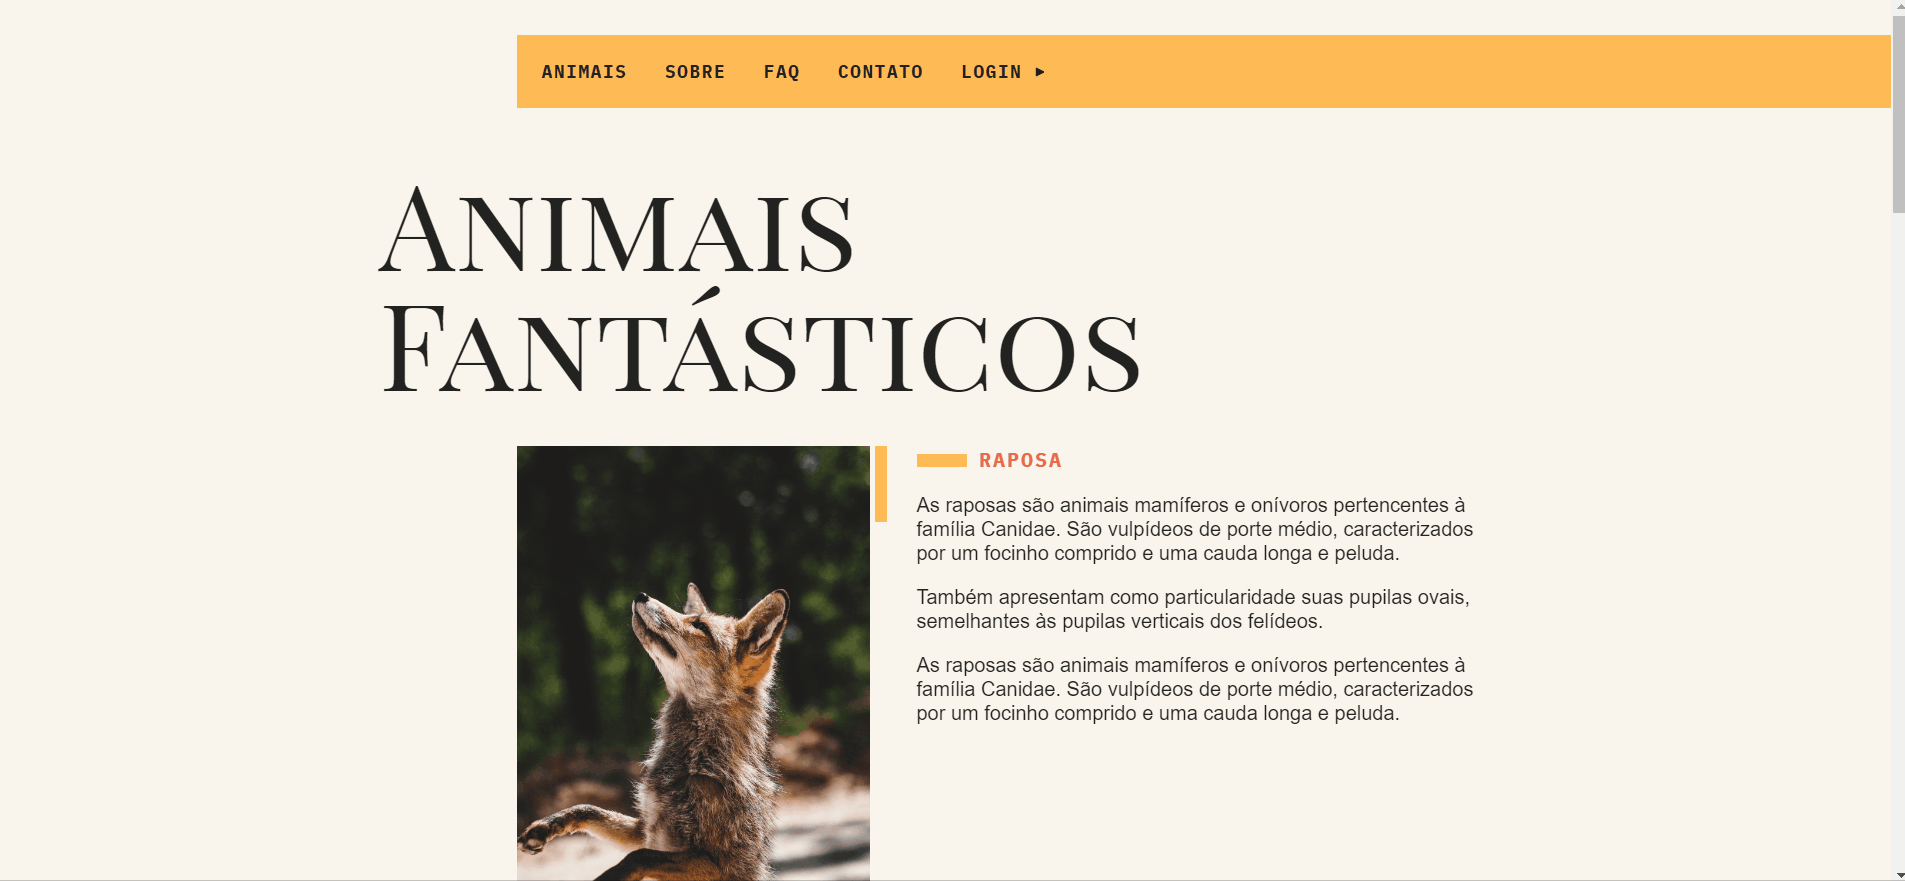 ANIMAIS SOBRE FAQ CONTATO LOGIN ▸
Animais
Fantásticos
RAPOSA
As raposas são animais mamíferos e onívoros pertencentes à
família Canidae. São vulpídeos de porte médio, caracterizados
por um focinho comprido e uma cauda longa e peluda.
Também apresentam como particularidade suas pupilas ovais,
semelhantes às pupilas verticais dos felídeos.
As raposas são animais mamíferos e onívoros pertencentes à
família Canidae. São vulpídeos de porte médio, caracterizados
por um focinho comprido e uma cauda longa e peluda.